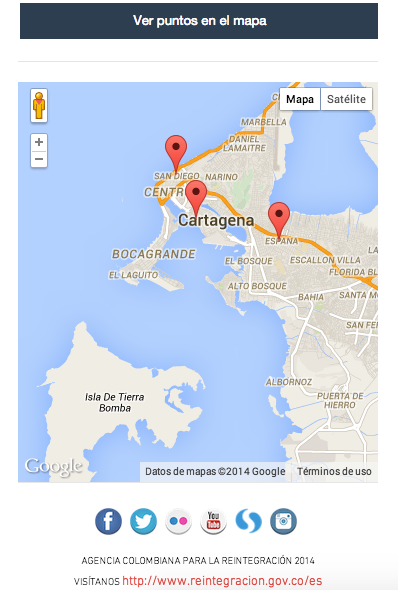 Ver puntos en el mapa
Mapa
Satélite
MARBELLA
DANIEL
LAMAITRE
SAN DIEGO
NARINO
CENTR
Cartagena
ESPAÑA
BOCAGRANDE
EL BOSQUE
ESCALLON VILLA
EL LAGUITO
ALTO BOSQUE
FLORIDA BL
BAHIA
SANTA M
SAN FER
ALBORNOZ
PUERTA DE
HIERRO
Isla De Tierra
Bomba
Google
Datos de mapas ©2014 Google
Términos de uso
You
Tube
AGENCIA COLOMBIANA PARA LA REINTEGRACIÓN 2014
VISÍTANOS http://www.reintegracion.gov.co/es